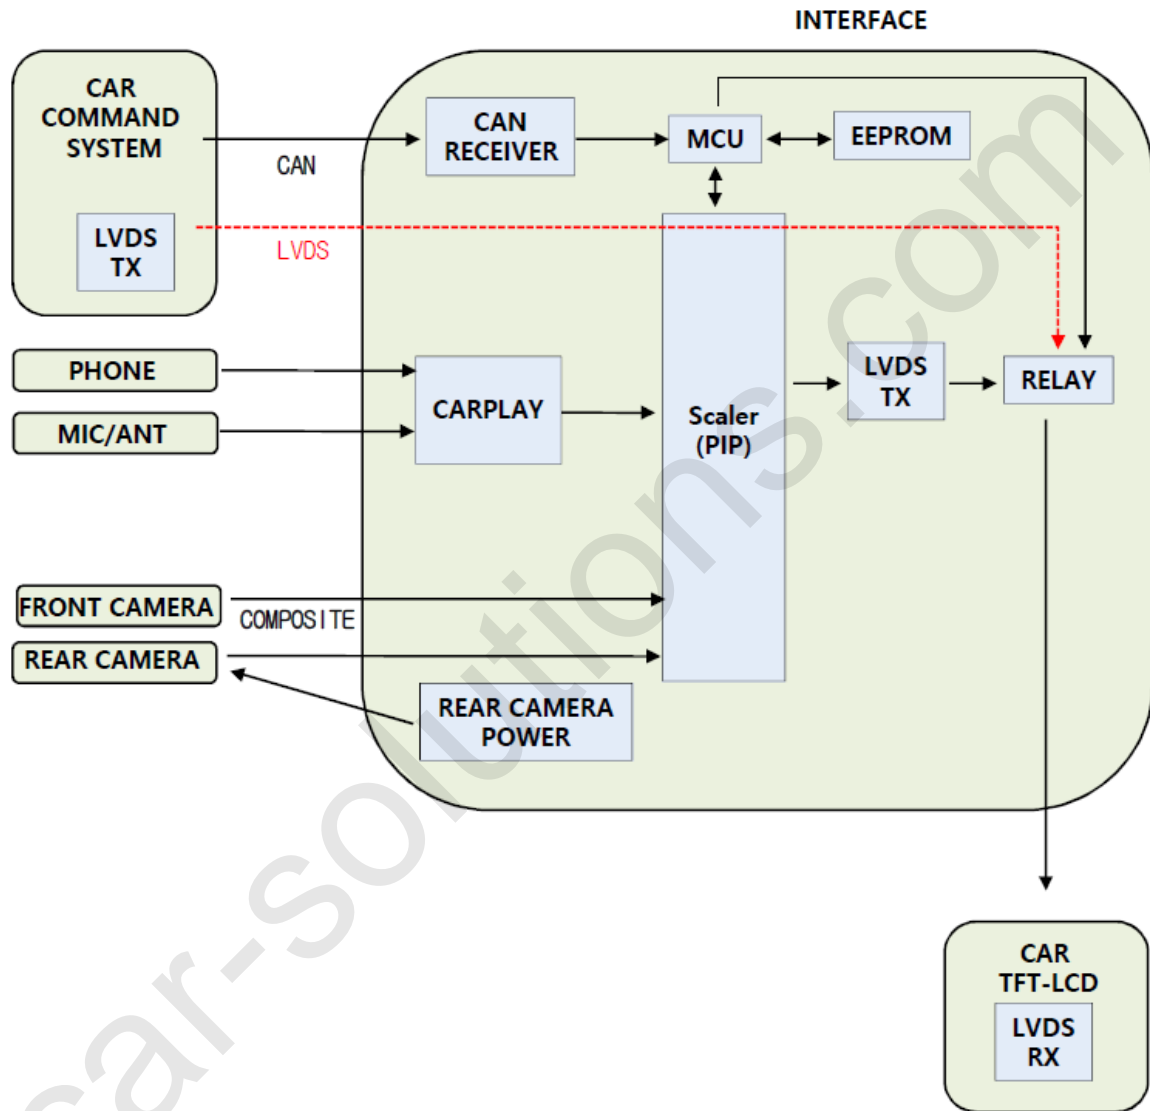 INTERFACE
CAR
COMMAND
SYSTEM
LVDS
TX
CAN
LVDS
CAN
RECEIVER
MCU
EEPROM
PHONE
MIC/ANT
CARPLAY
Scaler
(PIP)
LVDS
TX
RELAY
FRONT CAMERA
COMPOSITE
REAR CAMERA
REAR CAMERA
POWER
CAR
TFT-LCD
LVDS
RX
car-solutions.com